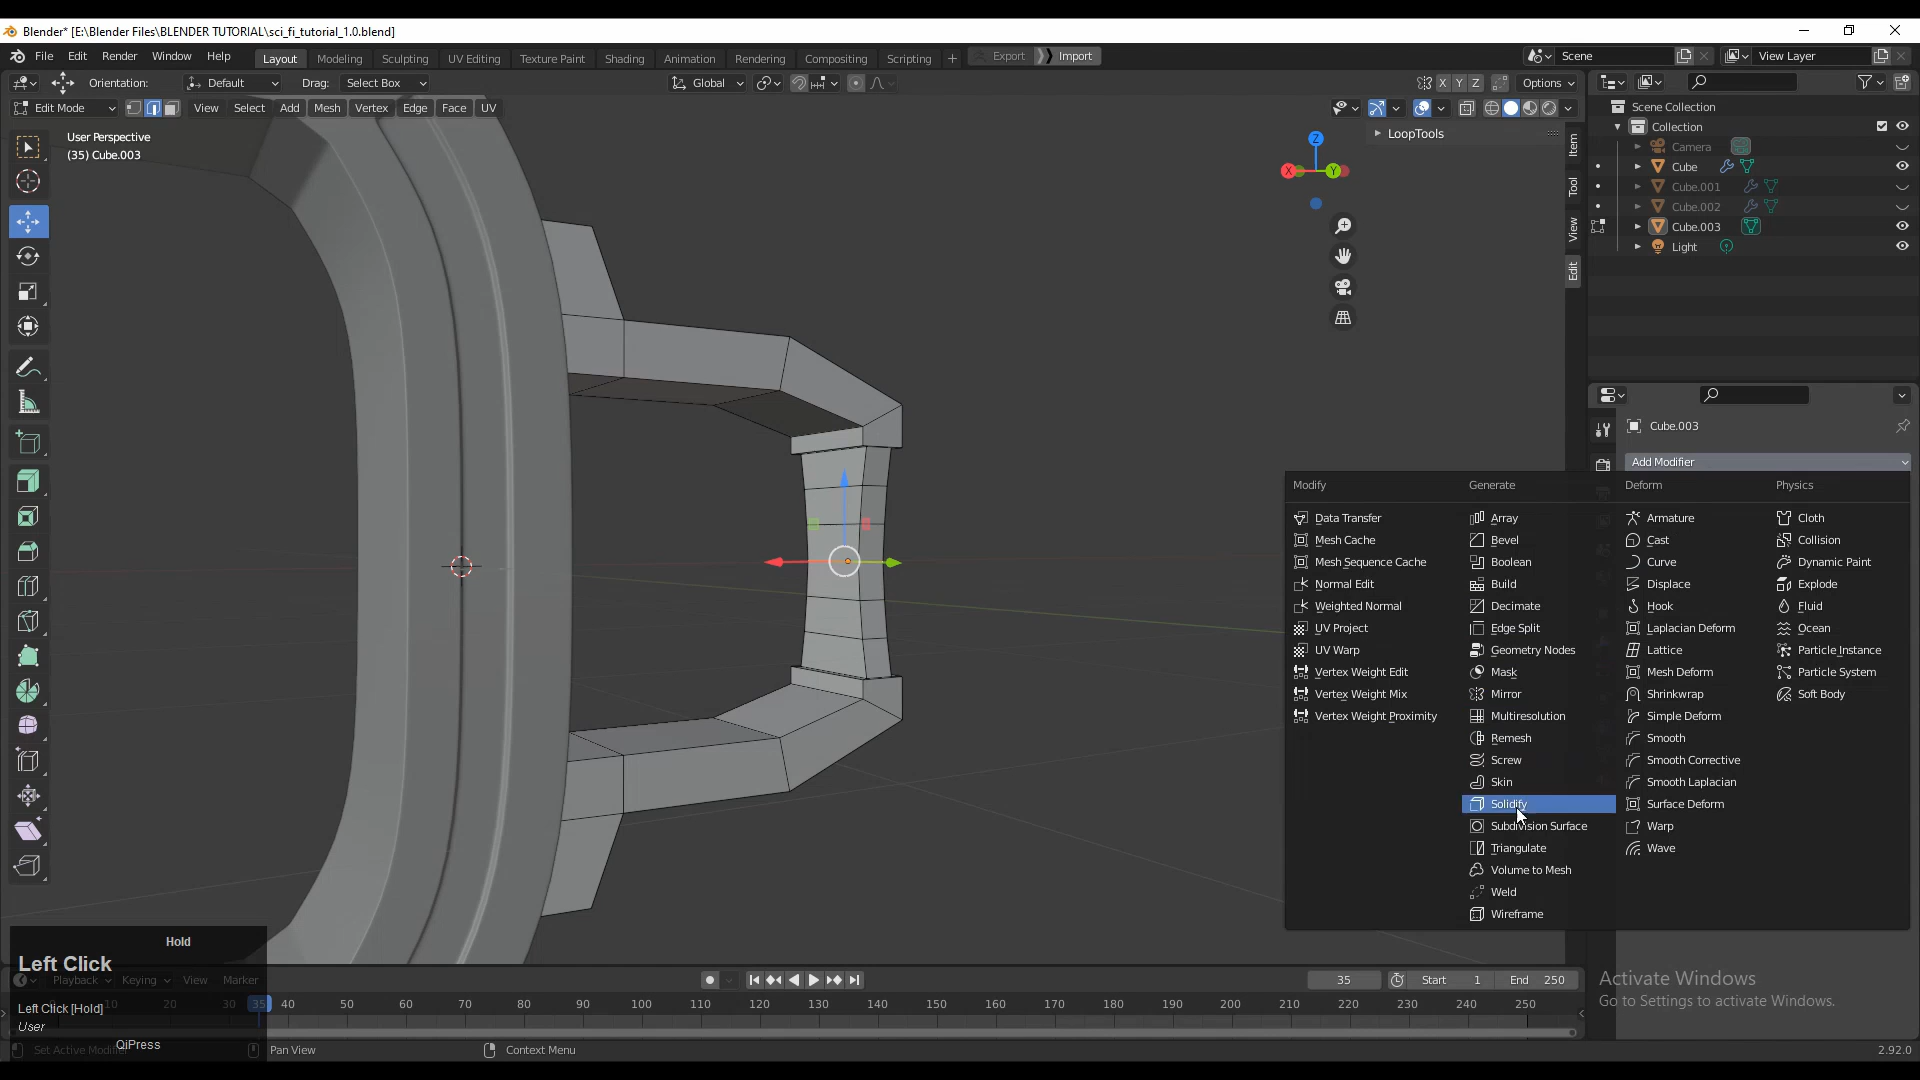 Blender* [E:\Blender Files\BLENDER TUTORIAL\sci_fi_tutorial_1.0.blend]
File Edit Render Window Help Layout Modeling Sculpting UV Editing Texture Paint Shading Animation Rendering Compositing Scripting + Export Import Scene View Layer
Orientation: Default Drag: Select Box Global X Y Z Options
Edit Mode View Select Add Mesh Vertex Edge Face UV
User Perspective
(35) Cube.003
LoopTools
Z
X
Y
Item
Tool
View
Edit
Scene Collection
Collection
Camera
Cube
Cube.001
Cube.002
Cube.003
Light
Cube.003
Add Modifier
Modify Generate Deform Physics
Data Transfer Array Armature Cloth
Mesh Cache Bevel Cast Collision
Mesh Sequence Cache Boolean Curve Dynamic Paint
Normal Edit Build Displace Explode
Weighted Normal Decimate Hook Fluid
UV Project Edge Split Laplacian Deform Ocean
UV Warp Geometry Nodes Lattice Particle Instance
Vertex Weight Edit Mask Mesh Deform Particle System
Vertex Weight Mix Mirror Shrinkwrap Soft Body
Vertex Weight Proximity Multiresolution Simple Deform
Remesh Smooth
Screw Smooth Corrective
Skin Smooth Laplacian
Solidify Surface Deform
Subdivision Surface Warp
Triangulate Wave
Volume to Mesh
Weld
Wireframe
Hold
Left Click
Playback Keying View Marker 35 Start 1 End 250
10 20 30 35 40 50 60 70 80 90 100 110 120 130 140 150 160 170 180 190 200 210 220 230 240 250
Left Click [Hold]
User
QiPress
Set Active Modifier Pan View Context Menu 2.92.0
Activate Windows
Go to Settings to activate Windows.